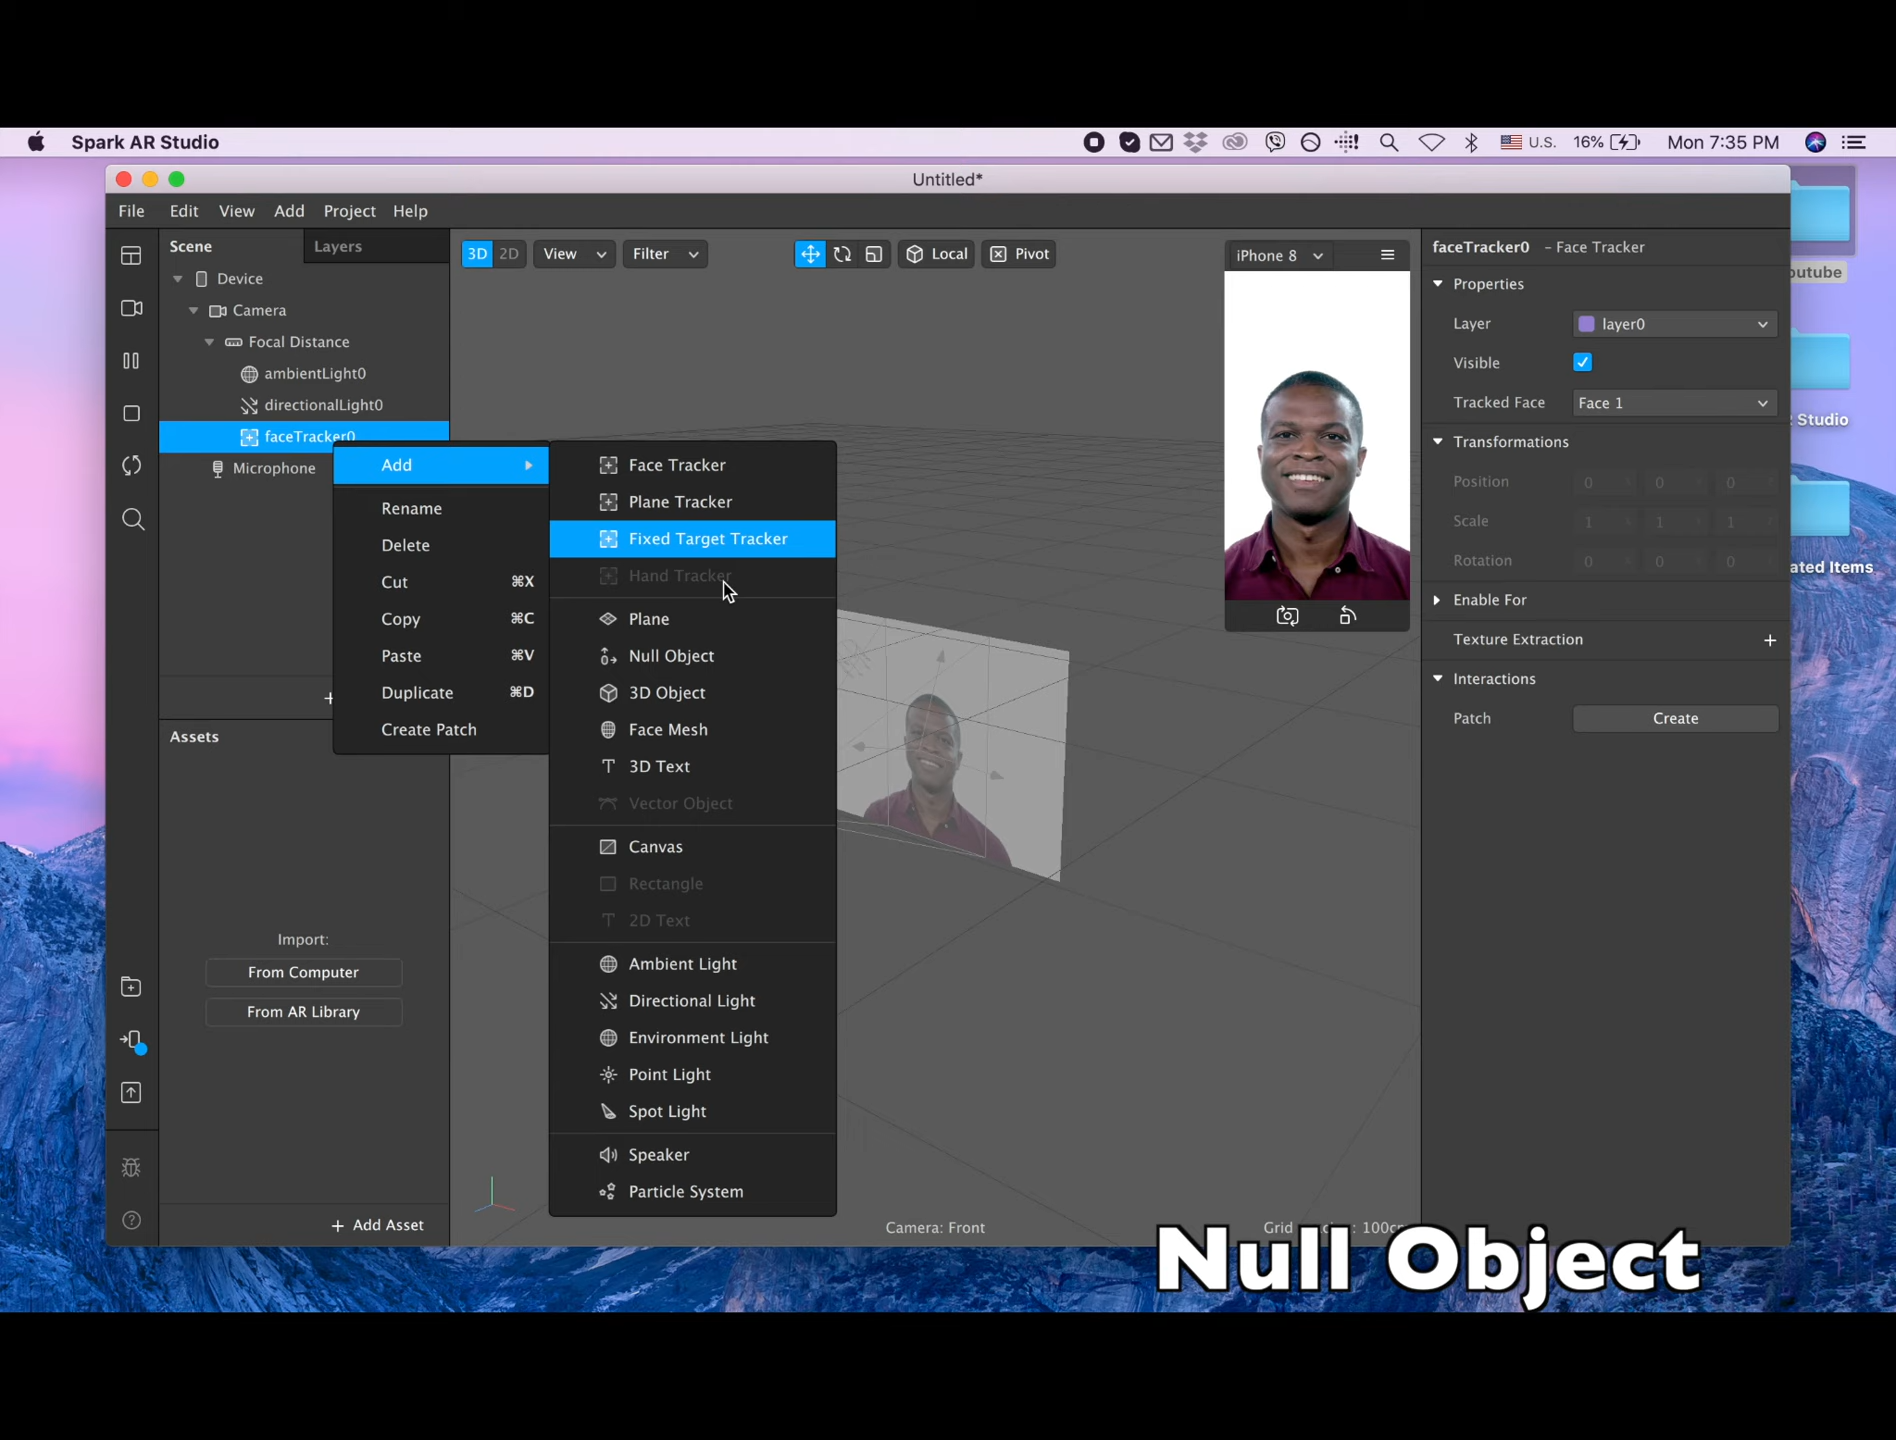 Spark AR Studio
U.S.
16%
Mon 7:35 PM
Untitled*
File Edit View Add Project Help
Scene
Layers
Device
Camera
Focal Distance
ambientLight0
directionalLight0
faceTracker0
Microphone
Add
Rename
Delete
Cut ⌘X
Copy ⌘C
Paste ⌘V
Duplicate ⌘D
Create Patch
Face Tracker
Plane Tracker
Fixed Target Tracker
Hand Tracker
Plane
Null Object
3D Object
Face Mesh
3D Text
Vector Object
Canvas
Rectangle
2D Text
Ambient Light
Directional Light
Environment Light
Point Light
Spot Light
Speaker
Particle System
Assets
Import:
From Computer
From AR Library
+ Add Asset
3D 2D View Filter
Local
Pivot
iPhone 8
Camera: Front
Grid
: 100c
faceTracker0 - Face Tracker
Properties
Layer layer0
Visible
Tracked Face Face 1
Transformations
Position 0 0 0
Scale 1 1 1
Rotation 0 0 0
Enable For
Texture Extraction +
Interactions
Patch Create
outube
Studio
ated Items
Null Object